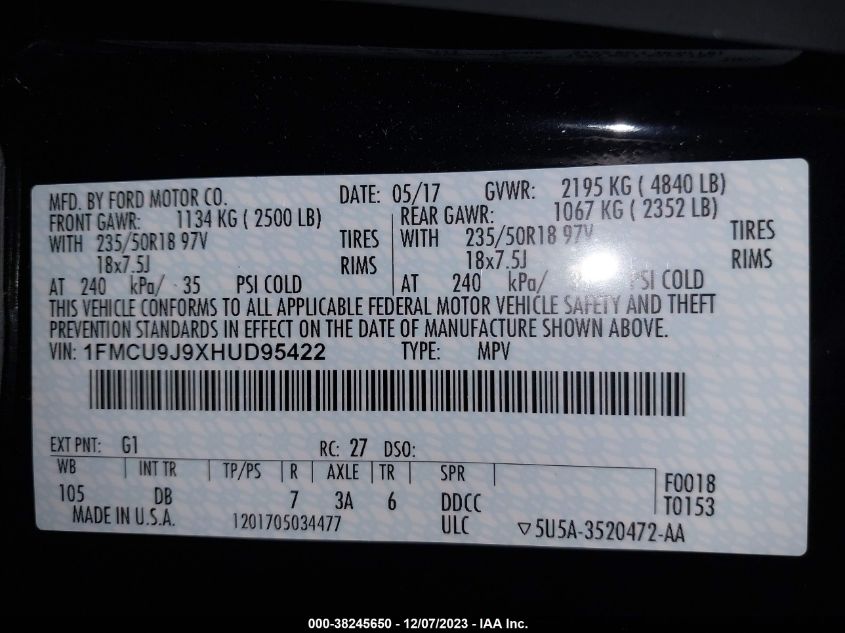 MFD. BY FORD MOTOR CO. DATE: 05/17 GVWR: 2195 KG ( 4840 LB)
FRONT GAWR: 1134 KG ( 2500 LB) REAR GAWR: 1067 KG ( 2352 LB)
WITH 235/50R18 97V TIRES WITH 235/50R18 97V TIRES
18x7.5J RIMS 18x7.5J RIMS
AT 240 kPa/ 35 PSI COLD AT 240 kPa/ PSI COLD
THIS VEHICLE CONFORMS TO ALL APPLICABLE FEDERAL MOTOR VEHICLE SAFETY AND THEFT
PREVENTION STANDARDS IN EFFECT ON THE DATE OF MANUFACTURE SHOWN ABOVE.
VIN: 1FMCU9J9XHUD95422 TYPE: MPV
EXT PNT: G1 RC: 27 DSO:
WB INT TR TP/PS R AXLE TR SPR F0018
105 DB 7 3A 6 DDCC T0153
MADE IN U.S.A. 1201705034477 ULC ▽5U5A-3520472-AA
000-38245650 - 12/07/2023 - IAA Inc.